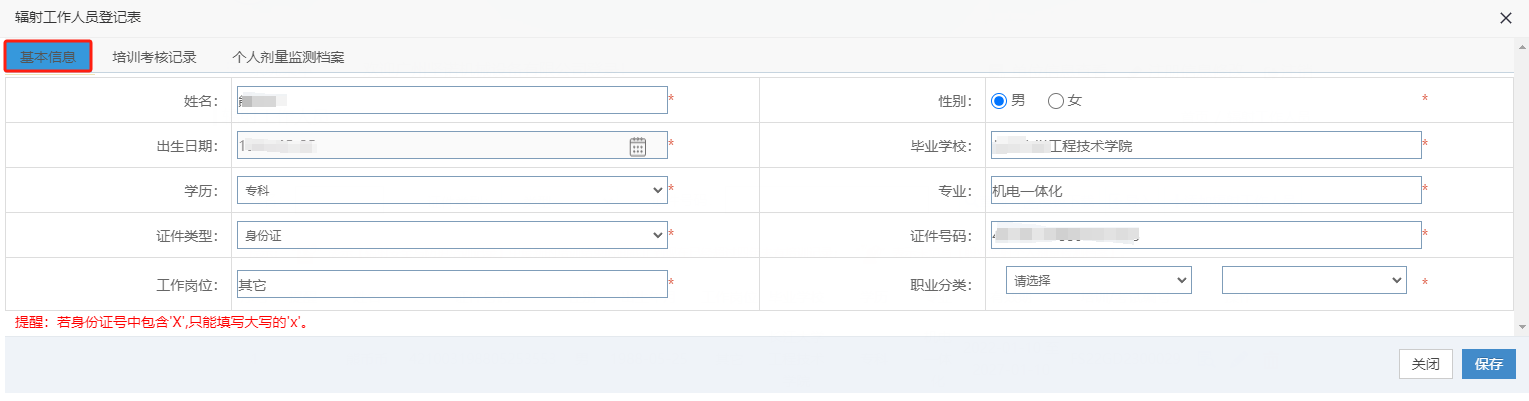 辐射工作人员登记表
基本信息 培训考核记录 个人剂量监测档案
姓名: * 性别: 男 女 *
出生日期: * 毕业学校: 工程技术学院 *
学历: 专科 * 专业: 机电一体化 *
证件类型: 身份证 * 证件号码: *
工作岗位: 其它 * 职业分类: 请选择 *
提醒：若身份证号中包含'X',只能填写大写的'x'。
关闭 保存